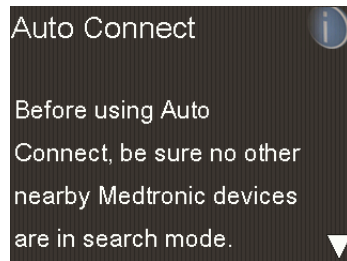 Auto Connect
Before using Auto
Connect, be sure no other
nearby Medtronic devices
are in search mode.